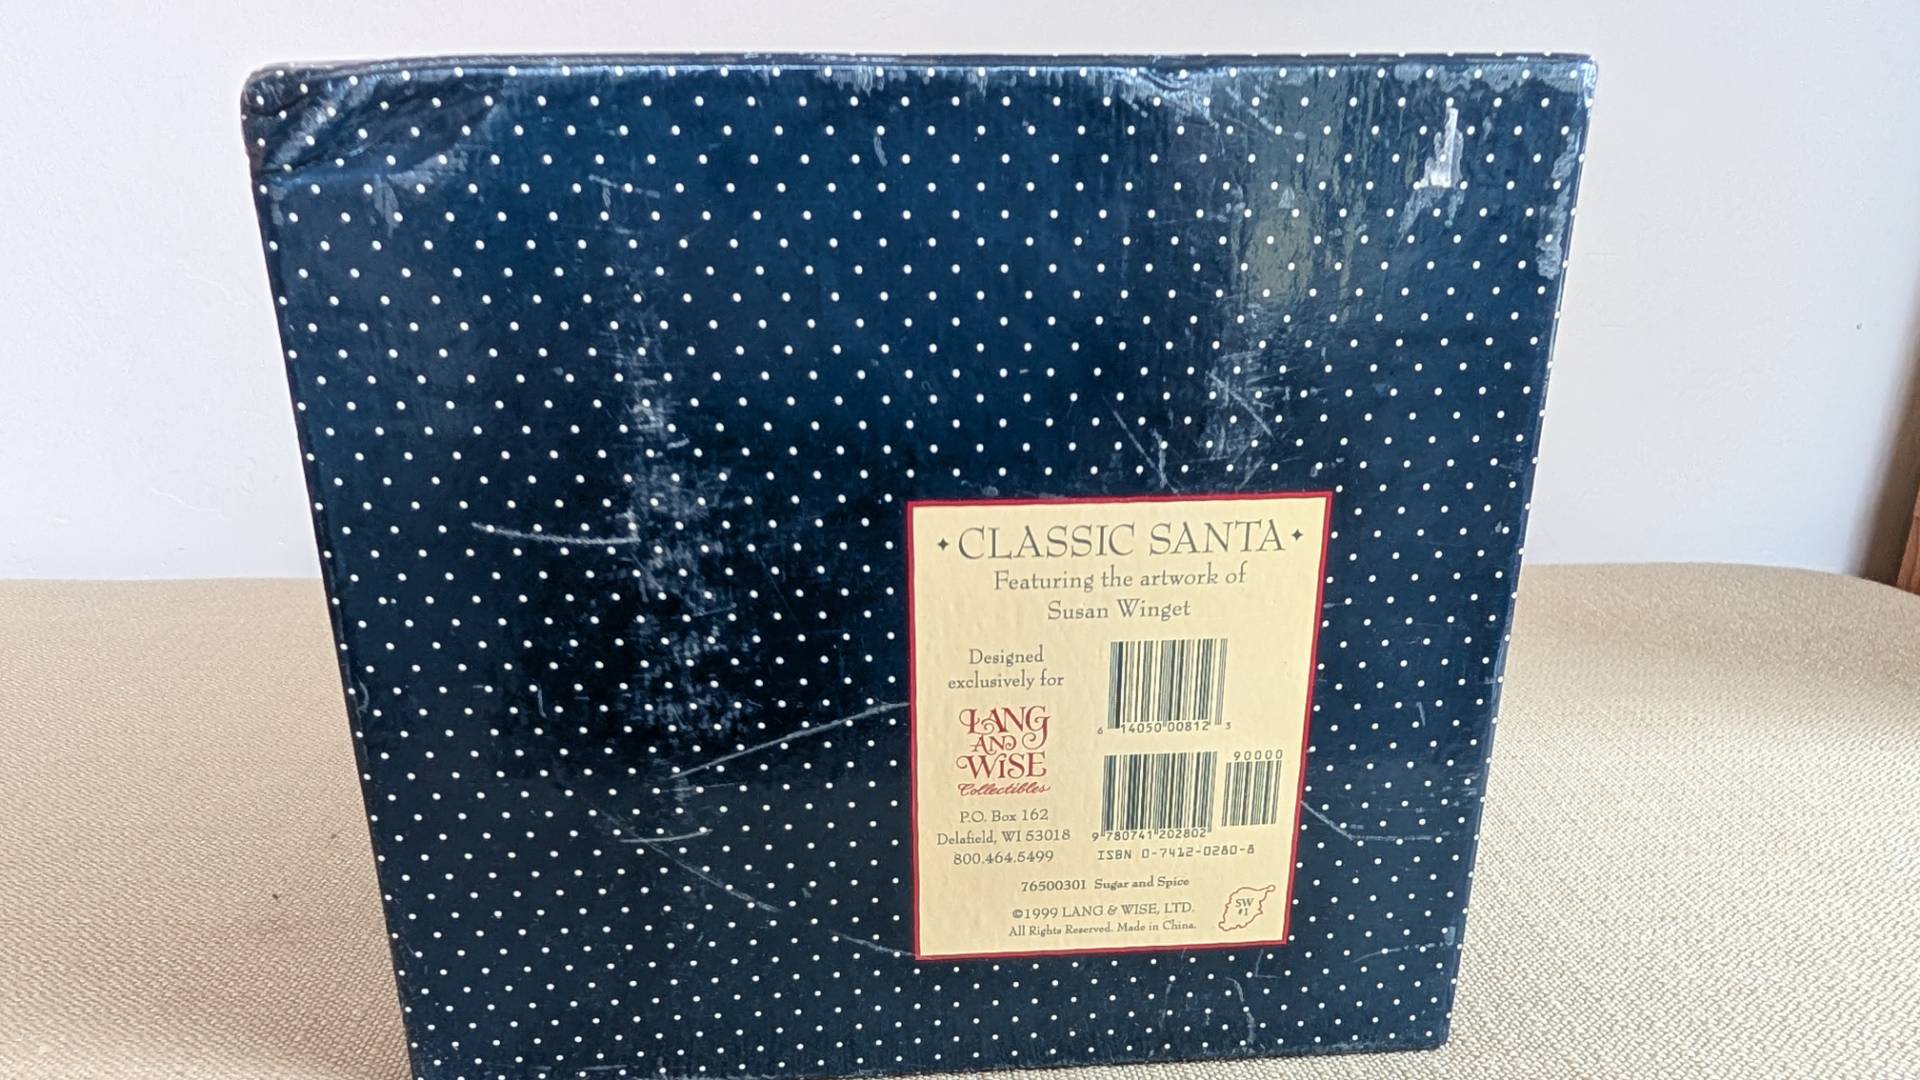 CLASSIC SANTA
Featuring the artwork of
Susan Winget
Designed
exclusively for
LANG
AND
WISE
Collectibles
P.O. Box 162
Delafield, WI 53018
800.464.5499
6 14050 00812 3
90000
9 780741 202802
ISBN 0-7412-0280-8
76500301 Sugar and Spice
©1999 LANG & WISE, LTD.
All Rights Reserved. Made in China.
SW
#1